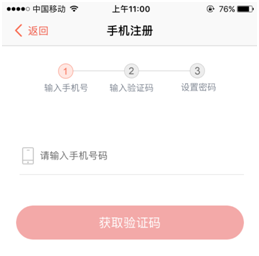 中国移动 上午11:00 76%
返回 手机注册
1 2 3
输入手机号 输入验证码 设置密码
请输入手机号码
获取验证码